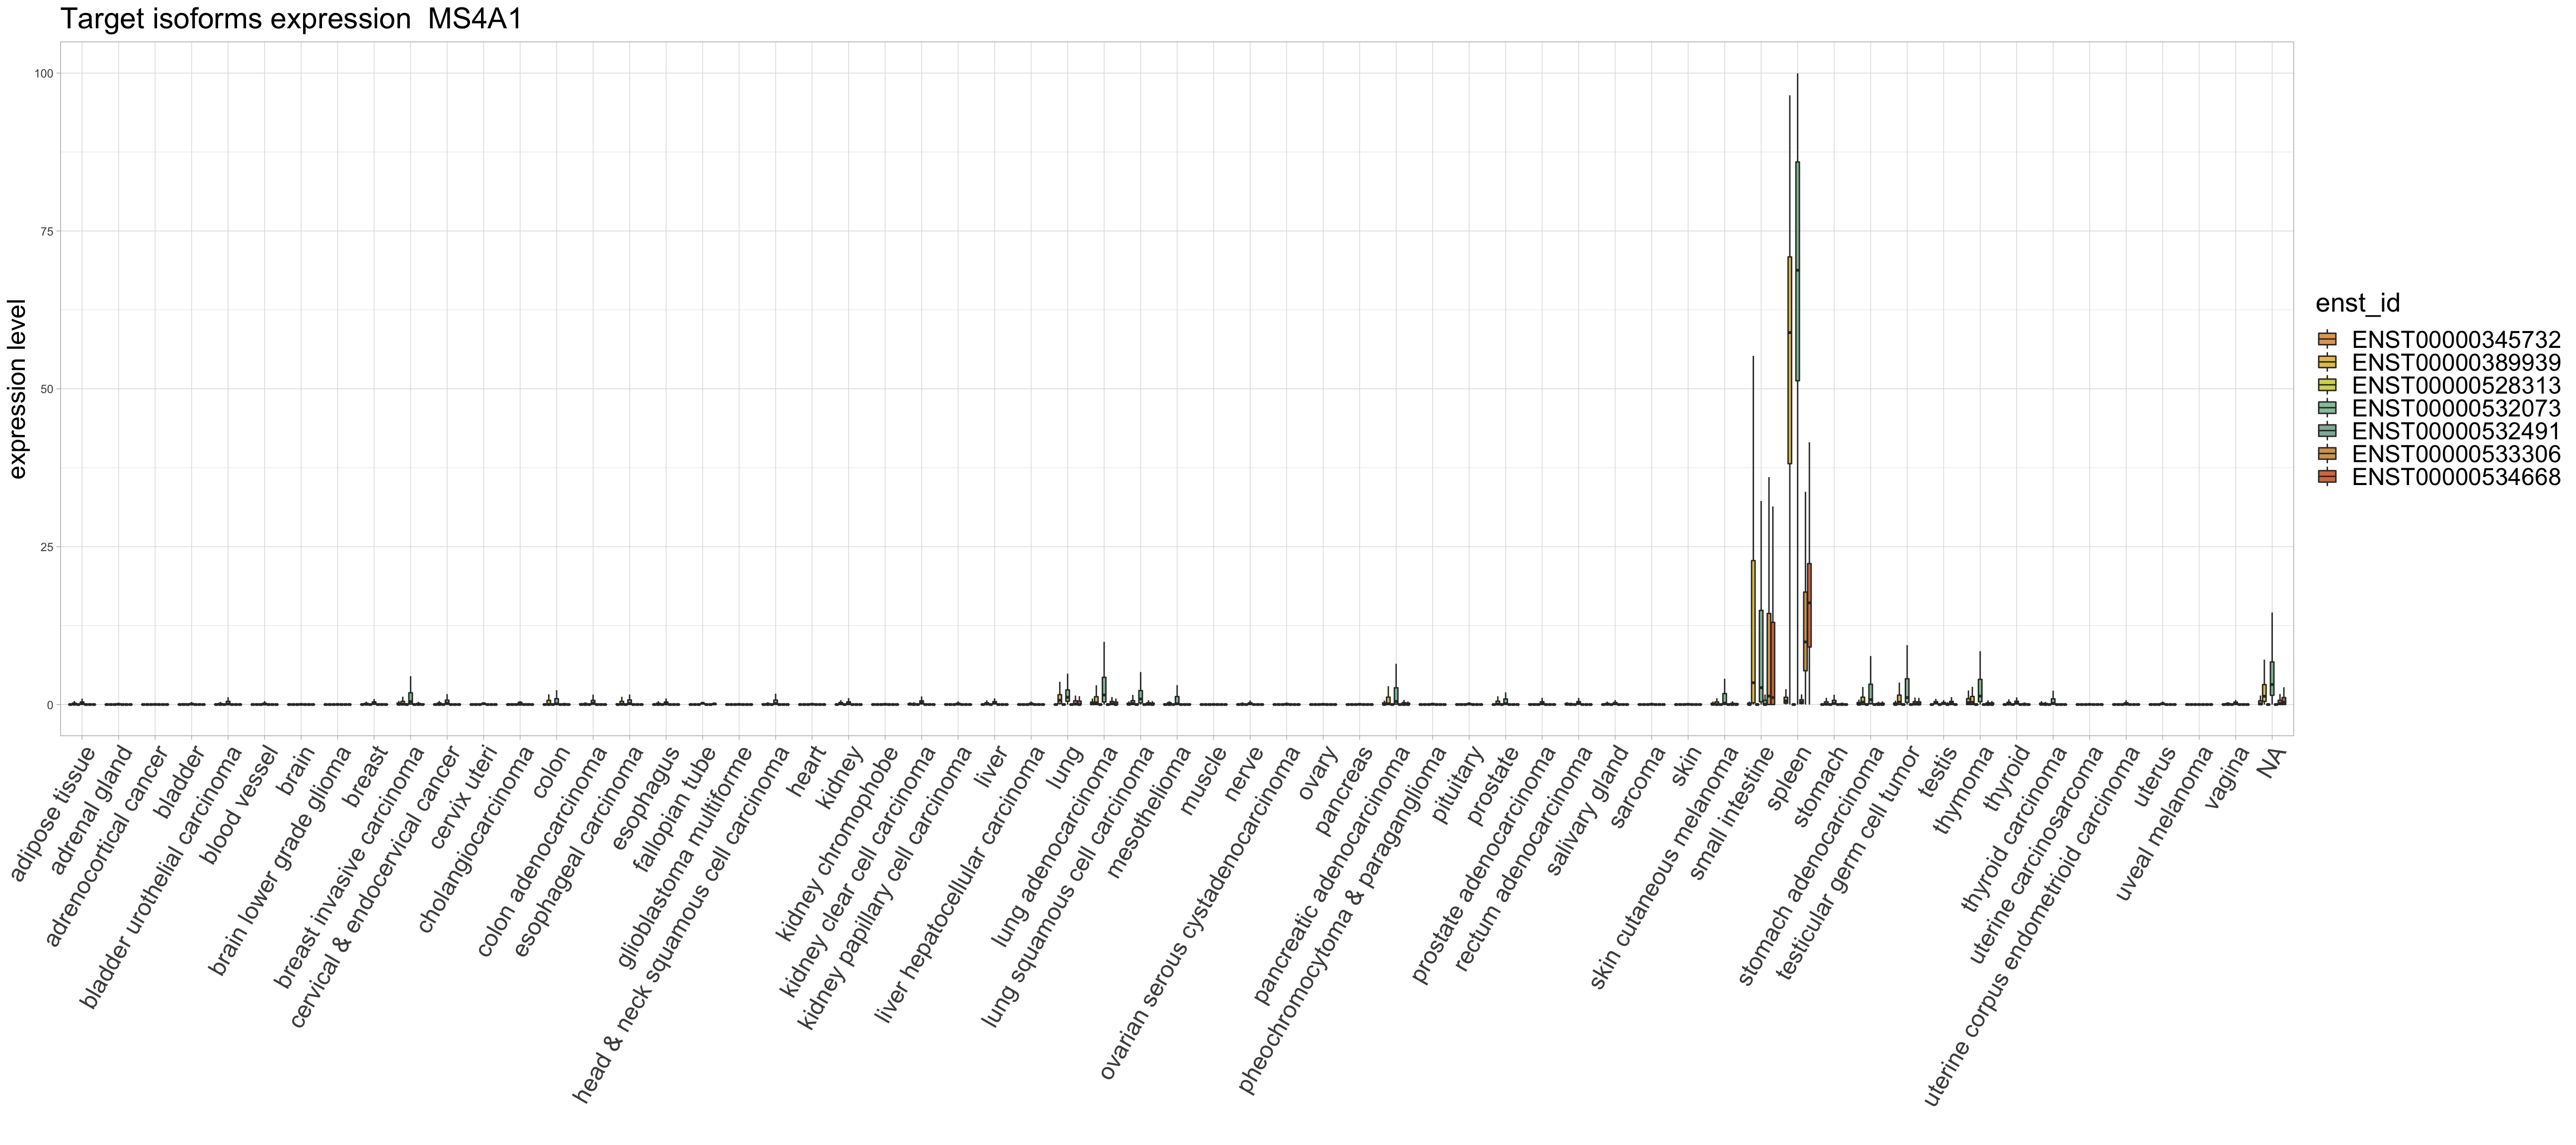 Target isoforms expression  MS4A1
expression level
100
75
50
25
0
adipose tissue
adrenal gland
adrenocortical cancer
bladder
bladder urothelial carcinoma
blood vessel
brain
brain lower grade glioma
breast
breast invasive carcinoma
cervical & endocervical cancer
cervix uteri
cholangiocarcinoma
colon
colon adenocarcinoma
esophageal carcinoma
esophagus
fallopian tube
glioblastoma multiforme
head & neck squamous cell carcinoma
heart
kidney
kidney chromophobe
kidney clear cell carcinoma
kidney papillary cell carcinoma
liver
liver hepatocellular carcinoma
lung
lung adenocarcinoma
lung squamous cell carcinoma
mesothelioma
muscle
nerve
ovarian serous cystadenocarcinoma
ovary
pancreas
pancreatic adenocarcinoma
pheochromocytoma & paraganglioma
pituitary
prostate
prostate adenocarcinoma
rectum adenocarcinoma
salivary gland
sarcoma
skin
skin cutaneous melanoma
small intestine
spleen
stomach
stomach adenocarcinoma
testicular germ cell tumor
testis
thymoma
thyroid
thyroid carcinoma
uterine carcinosarcoma
uterine corpus endometrioid carcinoma
uterus
uveal melanoma
vagina
NA
enst_id
ENST00000345732
ENST00000389939
ENST00000528313
ENST00000532073
ENST00000532491
ENST00000533306
ENST00000534668